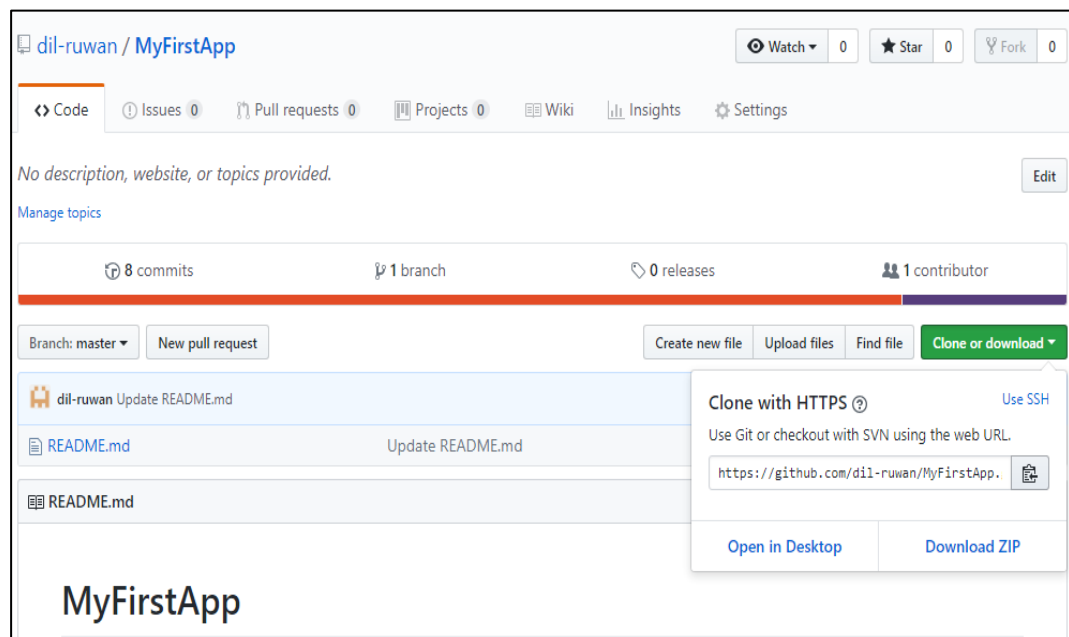 dil-ruwan / MyFirstApp
Watch 0 Star 0 Fork 0
Code Issues 0 Pull requests 0 Projects 0 Wiki Insights Settings
No description, website, or topics provided. Edit
Manage topics
8 commits 1 branch 0 releases 1 contributor
Branch: master New pull request Create new file Upload files Find file Clone or download
dil-ruwan Update README.md
README.md Update README.md
README.md
MyFirstApp
Clone with HTTPS Use SSH
Use Git or checkout with SVN using the web URL.
https://github.com/dil-ruwan/MyFirstApp.
Open in Desktop Download ZIP